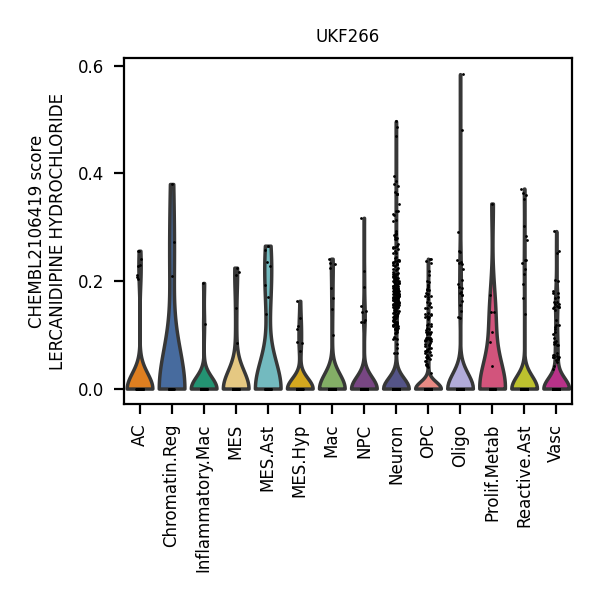 UKF266
CHEMBL2106419 score
LERCANIDIPINE HYDROCHLORIDE
0.6
0.4
0.2
0.0
AC
Chromatin.Reg
Inflammatory.Mac
MES
MES.Ast
MES.Hyp
Mac
NPC
Neuron
OPC
Oligo
Prolif.Metab
Reactive.Ast
Vasc